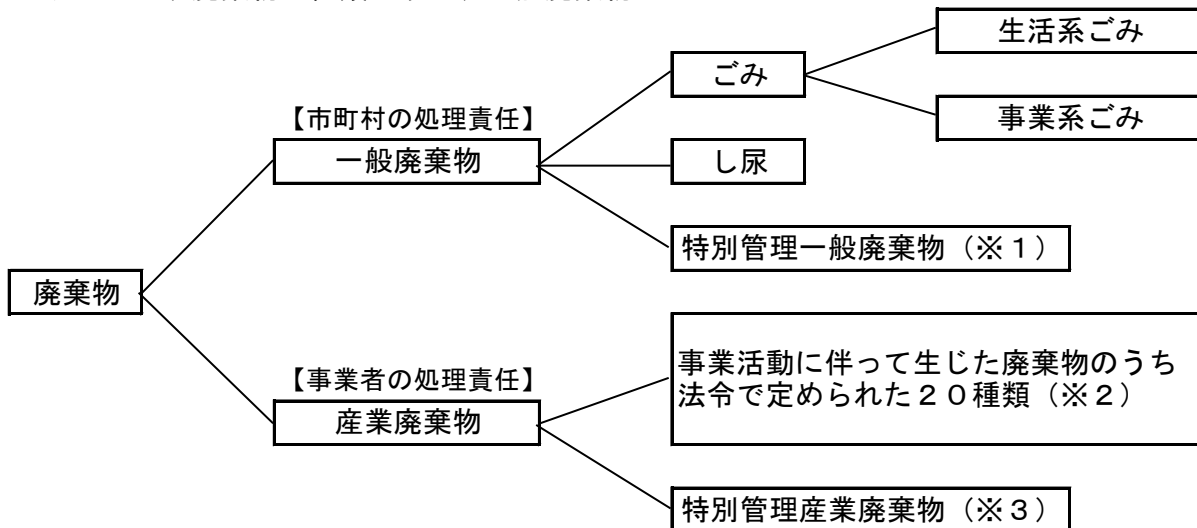 生活系ごみ
ごみ
事業系ごみ
【市町村の処理責任】
一般廃棄物
し尿
特別管理一般廃棄物（※１）
廃棄物
事業活動に伴って生じた廃棄物のうち
法令で定められた２０種類（※２）
【事業者の処理責任】
産業廃棄物
特別管理産業廃棄物（※３）